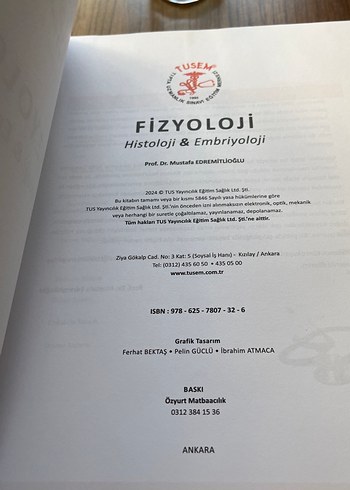 TUSEM
FİZYOLOJİ
Histoloji & Embriyoloji
Prof. Dr. Mustafa EDREMİTLİOĞLU
2024 © TUS Yayıncılık Eğitim Sağlık Ltd. Şti.
Bu kitabın tamamı veya bir kısmı 5846 Sayılı yasa hükümlerine göre
TUS Yayıncılık Eğitim Sağlık Ltd. Şti.'nin önceden izni alınmaksızın elektronik, optik, mekanik
veya herhangi bir suretle çoğaltılamaz, yayınlanamaz, depolanamaz.
Tüm hakları TUS Yayıncılık Eğitim Sağlık Ltd. Şti.'ne aittir.
Ziya Gökalp Cad. No: 3 Kat: 5 (Soysal İş Hanı) - Kızılay / Ankara
Tel: (0312) 435 60 50 • 435 05 00
www.tusem.com.tr
ISBN : 978 - 625 - 7807 - 32 - 6
Grafik Tasarım
Ferhat BEKTAŞ • Pelin GÜCLÜ • İbrahim ATMACA
BASKI
Özyurt Matbaacılık
0312 384 15 36
ANKARA